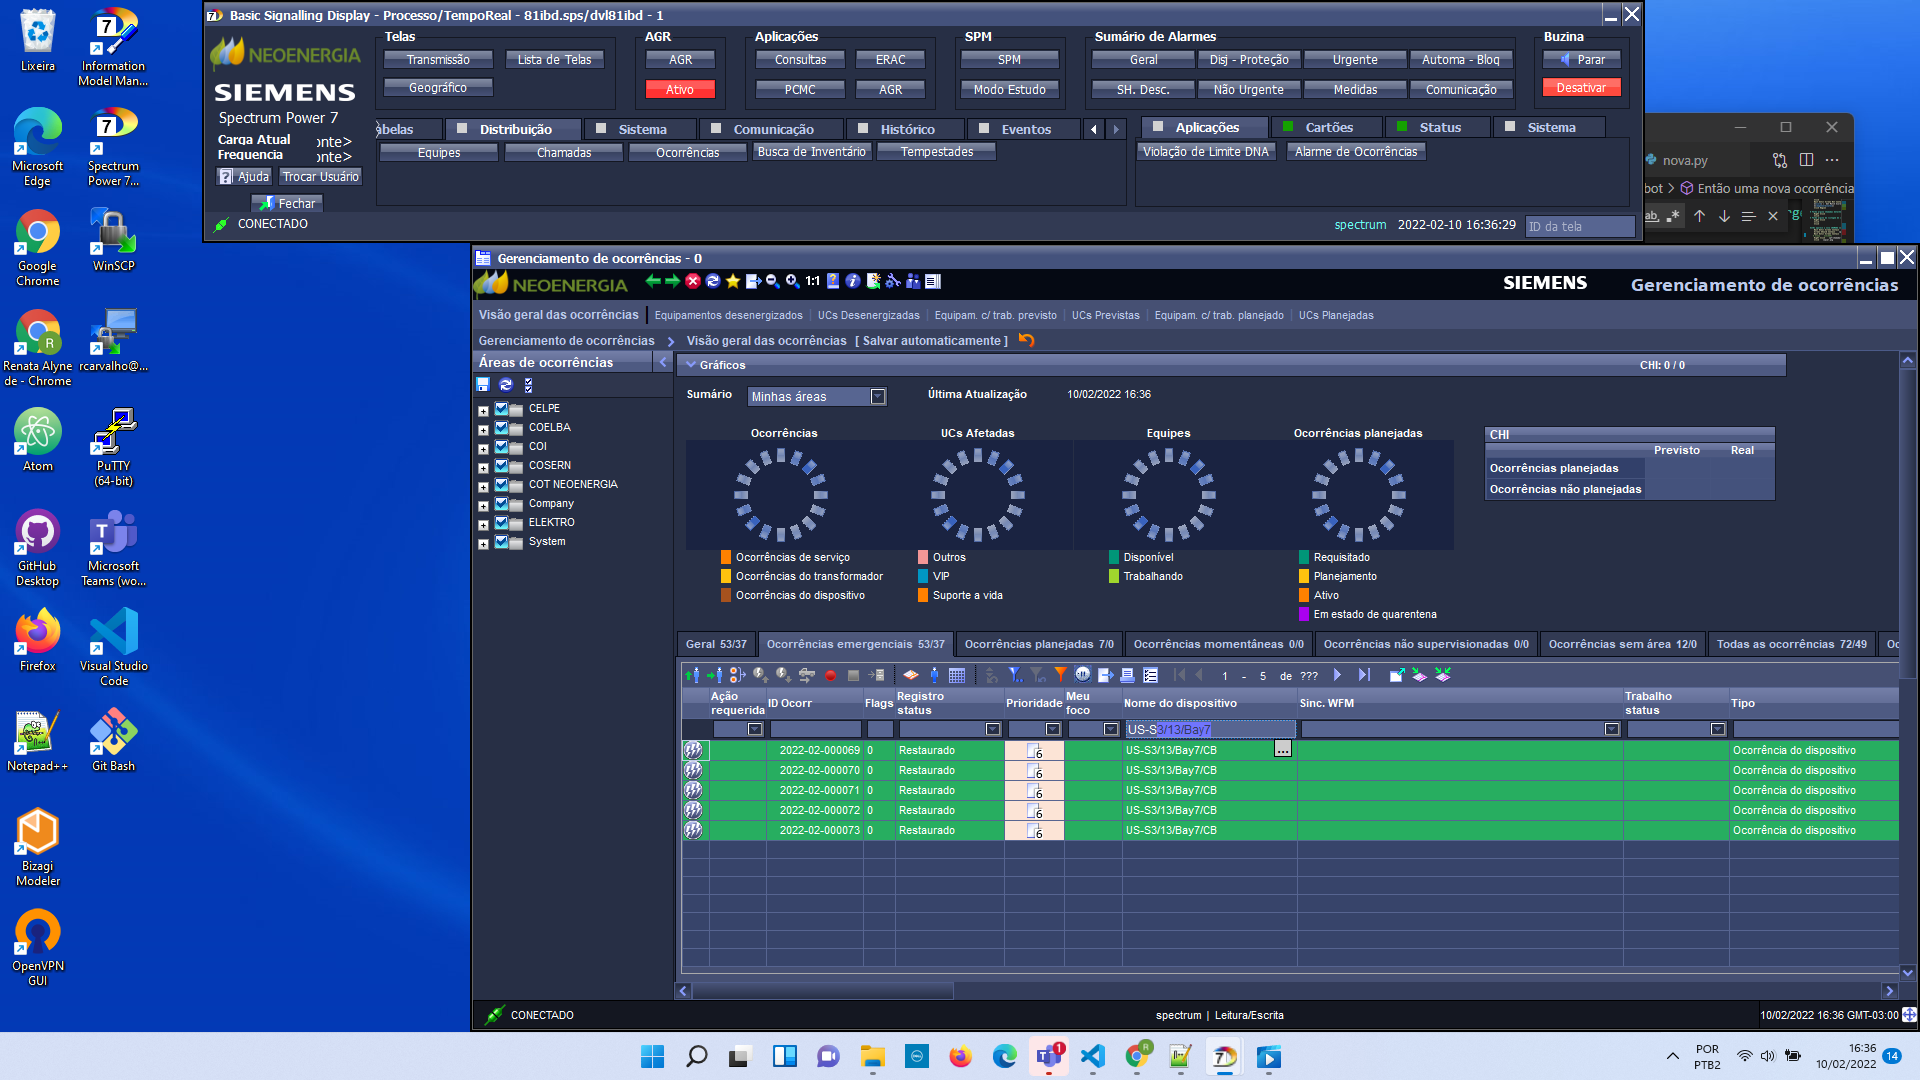 Lixeira
Information
Model Man...
Microsoft
Edge
Spectrum
Power 7...
Google
Chrome
WinSCP
Renata Alyne
de - Chrome
rcarvalho@...
Atom
PuTTY
(64-bit)
GitHub
Desktop
Microsoft
Teams (wo...
Firefox
Visual Studio
Code
Notepad++
Git Bash
Bizagi
Modeler
OpenVPN
GUI
Basic Signalling Display - Processo/TempoReal - 81ibd.sps/dvl81ibd - 1
NEOENERGIA
SIEMENS
Spectrum Power 7
Carga Atual onte>
Frequencia onte>
Ajuda Trocar Usuário
Fechar
CONECTADO
Telas
Transmissão Lista de Telas
Geográfico
AGR
AGR
Ativo
Aplicações
Consultas ERAC
PCMC AGR
SPM
SPM
Modo Estudo
Sumário de Alarmes
Geral Disj - Proteção Urgente Automa - Bloq
SH. Desc. Não Urgente Medidas Comunicação
Buzina
Parar
Desativar
abelas Distribuição Sistema Comunicação Histórico Eventos
Equipes Chamadas Ocorrências Busca de Inventário Tempestades
Aplicações Cartões Status Sistema
Violação de Limite DNA Alarme de Ocorrências
spectrum 2022-02-10 16:36:29 ID da tela
nova.py
bot > Então uma nova ocorrência
ab.
Gerenciamento de ocorrências - 0
NEOENERGIA 1:1 SIEMENS Gerenciamento de ocorrências
Visão geral das ocorrências Equipamentos desenergizados UCs Desenergizadas Equipam. c/ trab. previsto UCs Previstas Equipam. c/ trab. planejado UCs Planejadas
Gerenciamento de ocorrências > Visão geral das ocorrências [ Salvar automaticamente ]
Áreas de ocorrências
CELPE
COELBA
COI
COSERN
COT NEOENERGIA
Company
ELEKTRO
System
Gráficos CHI: 0 / 0
Sumário Minhas áreas Última Atualização 10/02/2022 16:36
Ocorrências
Ocorrências de serviço
Ocorrências do transformador
Ocorrências do dispositivo
UCs Afetadas
Outros
VIP
Suporte a vida
Equipes
Disponível
Trabalhando
Ocorrências planejadas
Requisitado
Planejamento
Ativo
Em estado de quarentena
CHI
Previsto Real
Ocorrências planejadas
Ocorrências não planejadas
Geral 53/37 Ocorrências emergenciais 53/37 Ocorrências planejadas 7/0 Ocorrências momentâneas 0/0 Ocorrências não supervisionadas 0/0 Ocorrências sem área 12/0 Todas as ocorrências 72/49 Oc
1 - 5 de ???
Ação requerida ID Ocorr Flags Registro status Prioridade Meu foco Nome do dispositivo Sinc. WFM Trabalho status Tipo
US-S3/13/Bay7
2022-02-000069 0 Restaurado 6 US-S3/13/Bay7/CB ... Ocorrência do dispositivo
2022-02-000070 0 Restaurado 6 US-S3/13/Bay7/CB Ocorrência do dispositivo
2022-02-000071 0 Restaurado 6 US-S3/13/Bay7/CB Ocorrência do dispositivo
2022-02-000072 0 Restaurado 6 US-S3/13/Bay7/CB Ocorrência do dispositivo
2022-02-000073 0 Restaurado 6 US-S3/13/Bay7/CB Ocorrência do dispositivo
CONECTADO spectrum | Leitura/Escrita 10/02/2022 16:36 GMT-03:00
POR
PTB2
16:36
10/02/2022
14